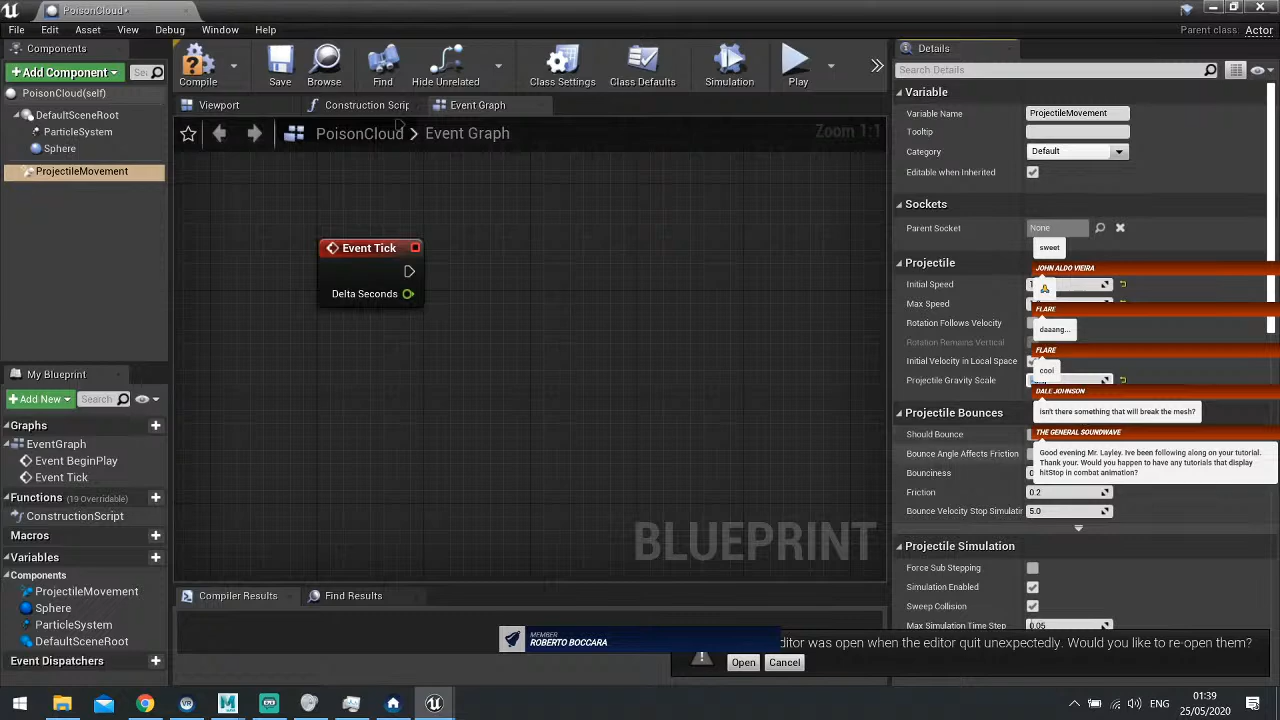 PoisonCloud•
File
Edit
Asset
View
Debug
Window
Help
Parent class: Actor
Components
Add Component
PoisonCloud(self)
DefaultSceneRoot
ParticleSystem
Sphere
ProjectileMovement
Compile
Save
Browse
Find
Hide Unrelated
Class Settings
Class Defaults
Simulation
Play
Viewport
Construction Scrip
Event Graph
PoisonCloud > Event Graph
Zoom 1:1
Event Tick
Delta Seconds
BLUEPRINT
My Blueprint
Add New
Search
Graphs
EventGraph
Event BeginPlay
Event Tick
Functions (19 Overridable)
ConstructionScript
Macros
Variables
Components
ProjectileMovement
Sphere
ParticleSystem
DefaultSceneRoot
Event Dispatchers
Compiler Results
Find Results
MEMBER
ROBERTO BOCCARA
Details
Search Details
Variable
Variable Name ProjectileMovement
Tooltip
Category Default
Editable when Inherited
Sockets
Parent Socket None
sweet
Projectile
JOHN ALDO VIEIRA
Initial Speed
Max Speed
FLARE
Rotation Follows Velocity
daaang...
Rotation Remains Vertical
FLARE
Initial Velocity in Local Space
cool
Projectile Gravity Scale
DALE JOHNSON
Projectile Bounces
isn't there something that will break the mesh?
Should Bounce
THE GENERAL SOUNDWAVE
Bounce Angle Affects Friction
Good evening Mr. Layley. Ive been following along on your tutorial.
Thank your. Would you happen to have any tutorials that display
hitStop in combat animation?
Bounciness
Friction 0.2
Bounce Velocity Stop Simulatio 5.0
Projectile Simulation
Force Sub Stepping
Simulation Enabled
Sweep Collision
Max Simulation Time Step 0.05
ditor was open when the editor quit unexpectedly. Would you like to re-open them?
Open
Cancel
ENG
01:39
25/05/2020